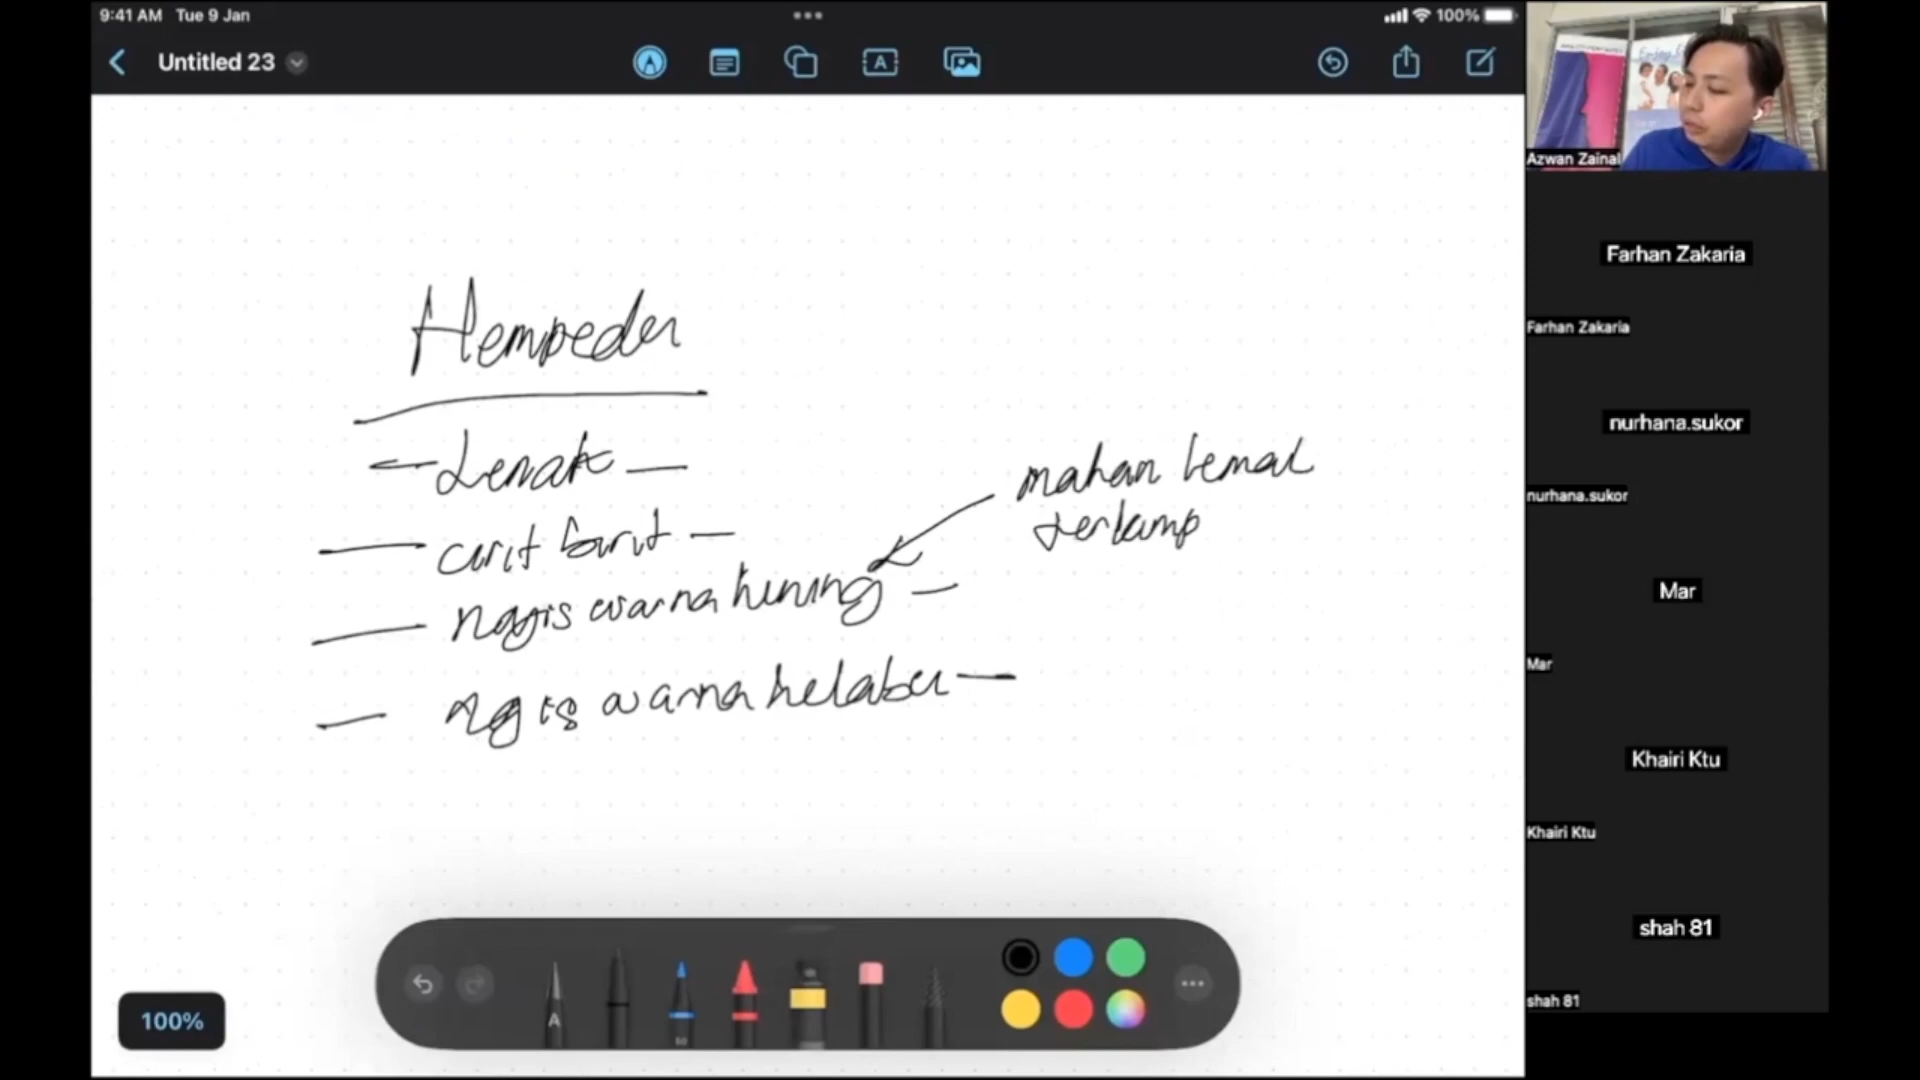 9:41 AM Tue 9 Jan
100%
Untitled 23
Hempedu
Lemak
cirit birit
Najis warna kuning
makan lemak
terlamp
Najis warna kelabu
100%
Azwan Zainal
Farhan Zakaria
Farhan Zakaria
nurhana.sukor
nurhana.sukor
Mar
Mar
Khairi Ktu
Khairi Ktu
shah 81
shah 81